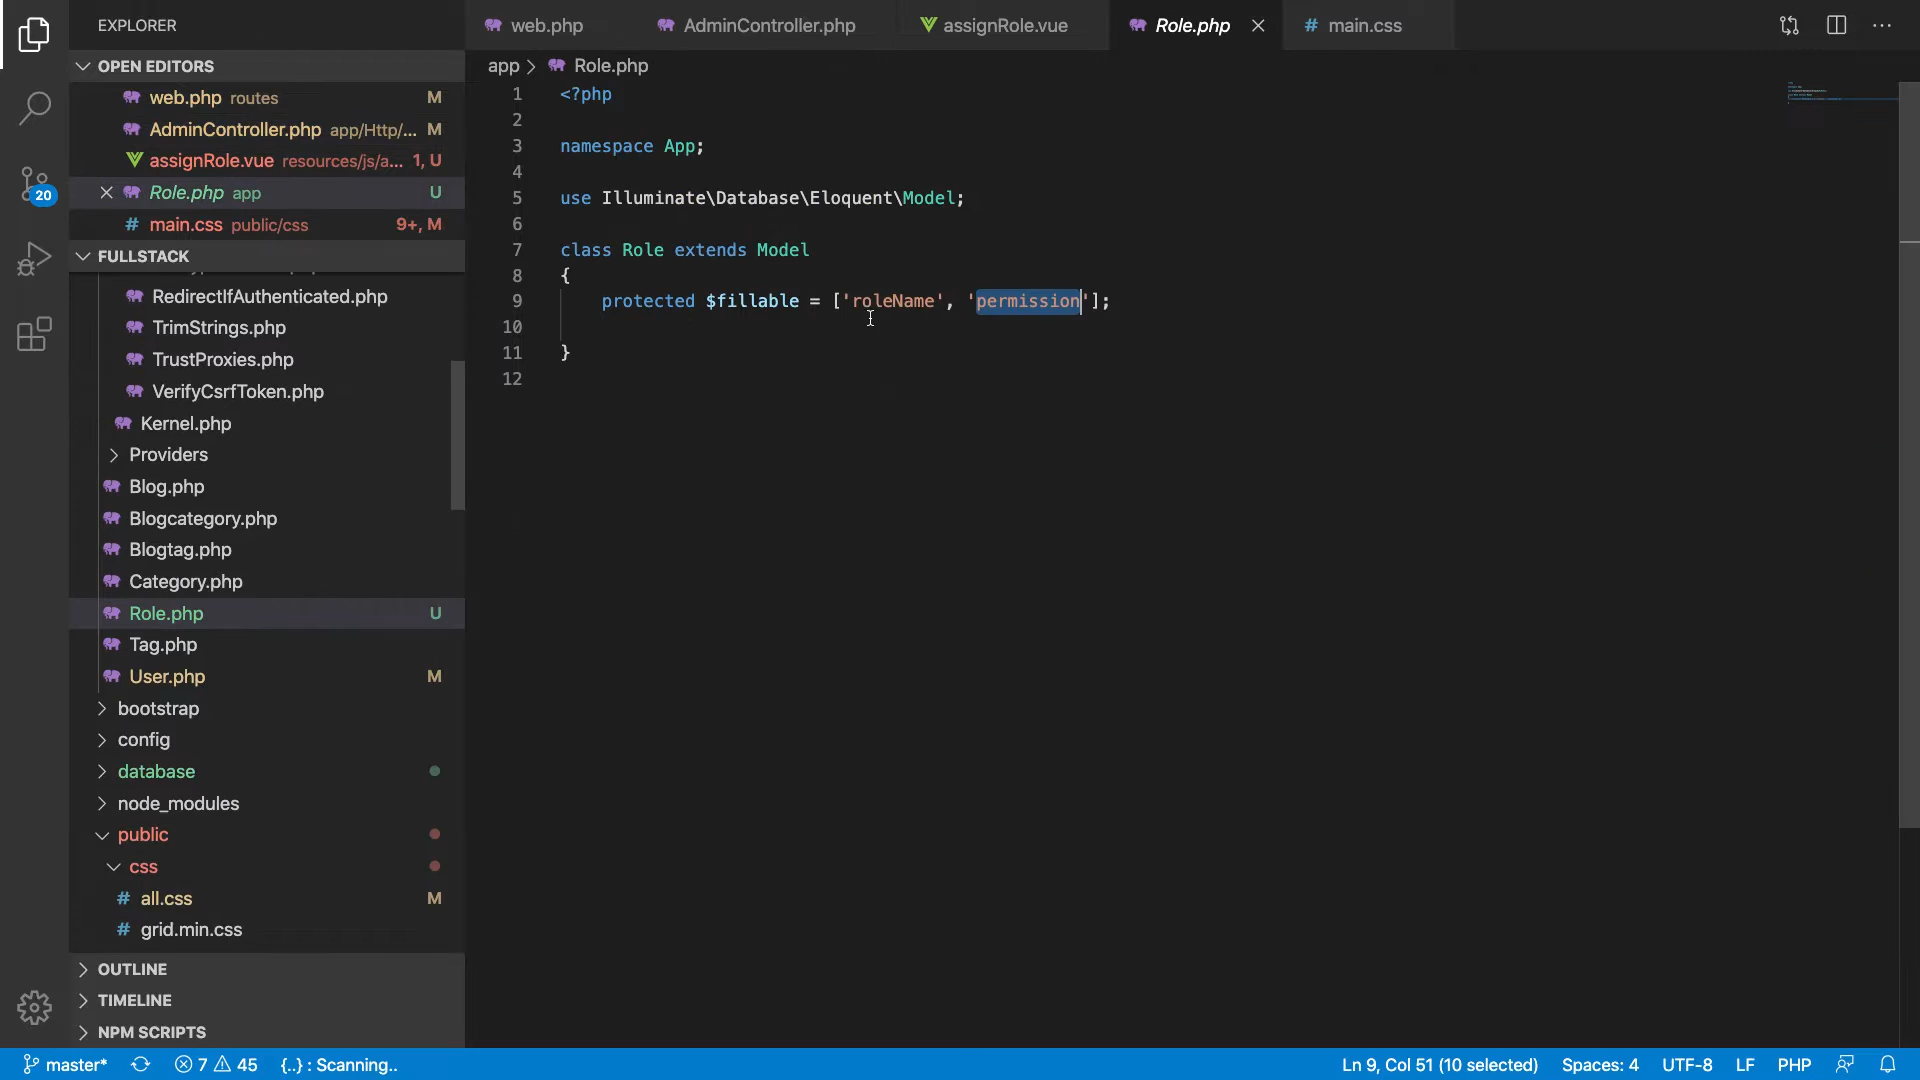 EXPLORER
OPEN EDITORS
web.php routes M
AdminController.php app/Http/... M
assignRole.vue resources/js/a... 1, U
Role.php app U
main.css public/css 9+, M
FULLSTACK
RedirectIfAuthenticated.php
TrimStrings.php
TrustProxies.php
VerifyCsrfToken.php
Kernel.php
Providers
Blog.php
Blogcategory.php
Blogtag.php
Category.php
Role.php U
Tag.php
User.php M
bootstrap
config
database
node_modules
public
css
all.css M
grid.min.css
OUTLINE
TIMELINE
NPM SCRIPTS
20
web.php AdminController.php assignRole.vue Role.php main.css
app > Role.php
1 <?php
2
3 namespace App;
4
5 use Illuminate\Database\Eloquent\Model;
6
7 class Role extends Model
8 {
9 protected $fillable = ['roleName', 'permission'];
10
11 }
12
master* 7 45 {..} : Scanning.. Ln 9, Col 51 (10 selected) Spaces: 4 UTF-8 LF PHP